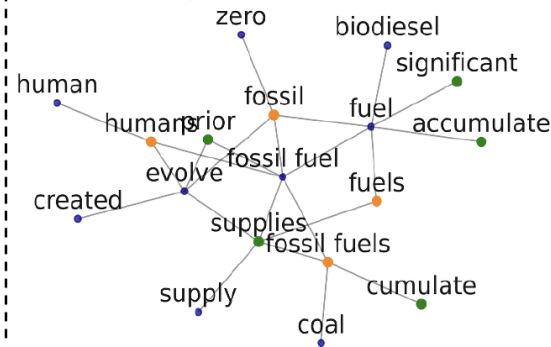 zero
biodiesel
significant
human
fossil
fuel
humans
prior
accumulate
fossil fuel
evolve
fuels
created
supplies
fossil fuels
supply
cumulate
coal